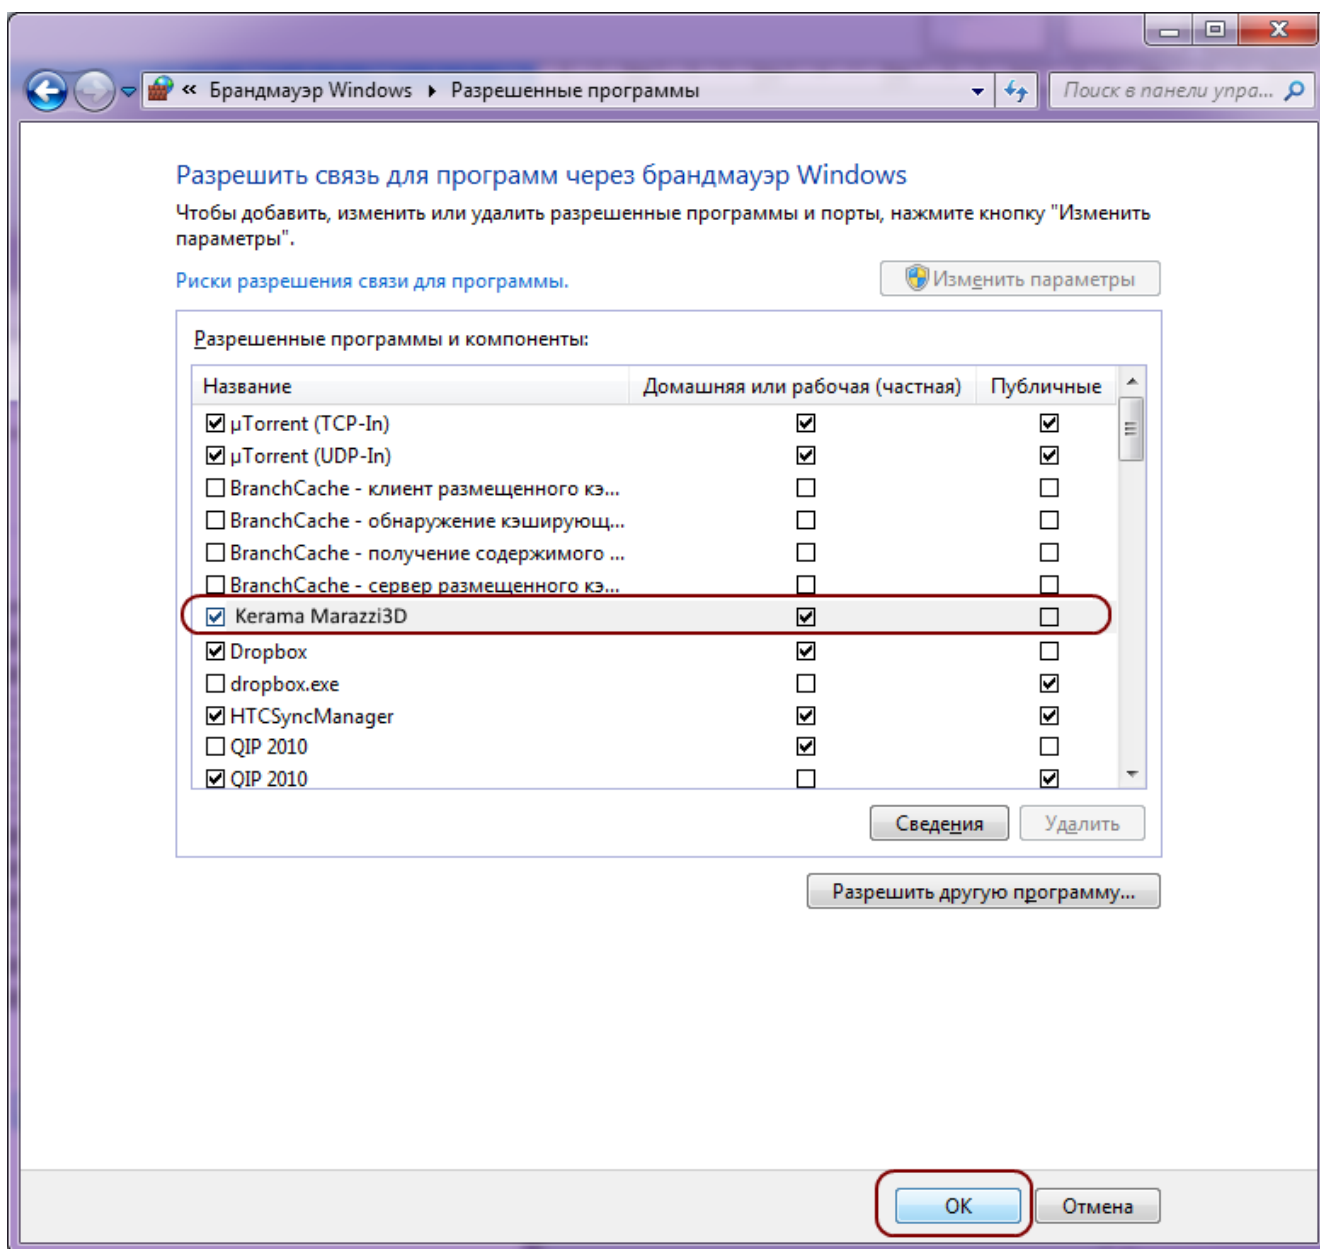 « Брандмауэр Windows ▸ Разрешенные программы
Поиск в панели упра...
Разрешить связь для программ через брандмауэр Windows
Чтобы добавить, изменить или удалить разрешенные программы и порты, нажмите кнопку "Изменить
параметры".
Риски разрешения связи для программы.
Изменить параметры
Разрешенные программы и компоненты:
Название Домашняя или рабочая (частная) Публичные
µTorrent (TCP-In)
µTorrent (UDP-In)
BranchCache - клиент размещенного кэ...
BranchCache - обнаружение кэширующ...
BranchCache - получение содержимого ...
BranchCache - сервер размещенного кэ...
Kerama Marazzi3D
Dropbox
dropbox.exe
HTCSyncManager
QIP 2010
QIP 2010
Сведения Удалить
Разрешить другую программу...
ОК Отмена